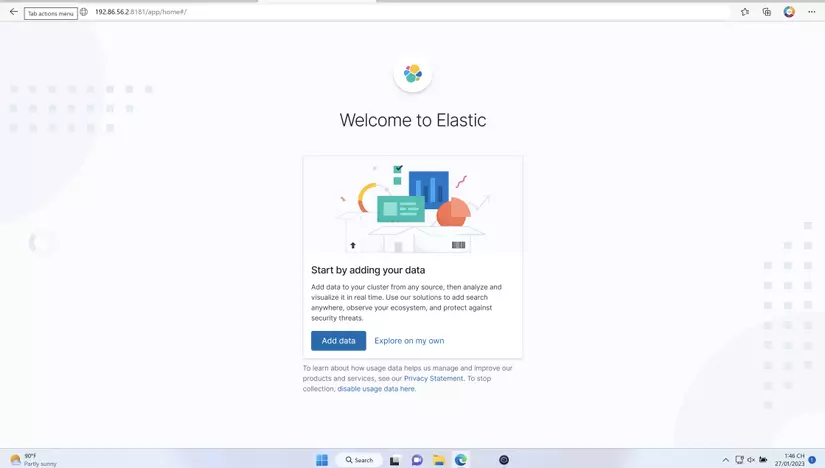 Tab actions menu
192.86.56.2:8181/app/home#/
Welcome to Elastic
Start by adding your data
Add data to your cluster from any source, then analyze and
visualize it in real time. Use our solutions to add search
anywhere, observe your ecosystem, and protect against
security threats.
Add data
Explore on my own
To learn about how usage data helps us manage and improve our
products and services, see our Privacy Statement. To stop
collection, disable usage data here.
90°F
Partly sunny
Search
1:46 CH
27/01/2023